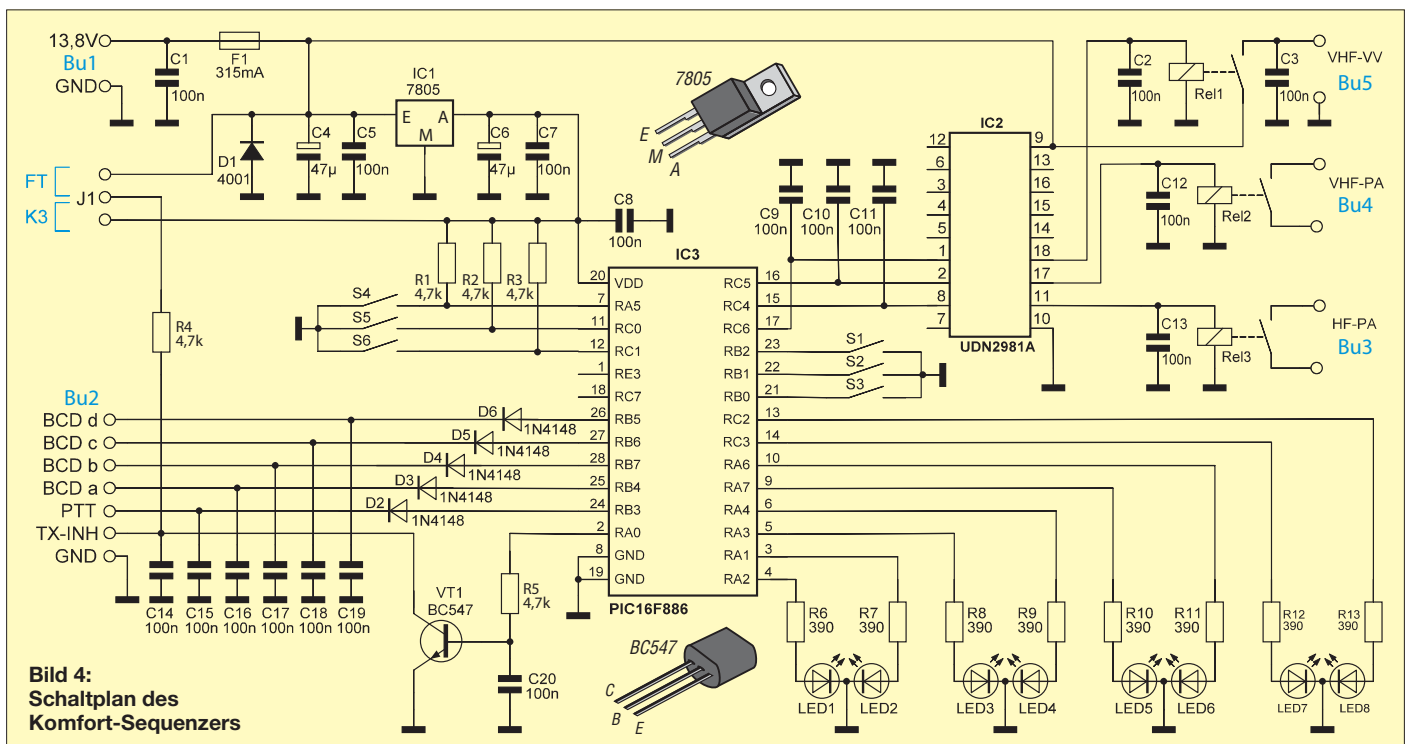 13,8V
Bu1
GND
C1
100n
F1
315mA
IC1
7805
E
A
M
D1
4001
C4
47µ
C5
100n
C6
47µ
C7
100n
7805
E
M
A
FT
J1
K3
C8
100n
R1
4,7k
R2
4,7k
R3
4,7k
R4
4,7k
S4
S5
S6
C9
100n
C10
100n
C11
100n
IC2
12
6
3
4
5
1
2
8
7
9
13
16
15
14
18
17
11
10
UDN2981A
C2
100n
Rel1
C3
100n
VHF-VV
Bu5
C12
100n
Rel2
VHF-PA
Bu4
C13
100n
Rel3
HF-PA
Bu3
IC3
20 VDD
7 RA5
11 RC0
12 RC1
1 RE3
18 RC7
26 RB5
27 RB6
28 RB7
25 RB4
24 RB3
2 RA0
8 GND
19 GND
RC5 16
RC4 15
RC6 17
RB2 23
RB1 22
RB0 21
RC2 13
RC3 14
RA6 10
RA7 9
RA4 6
RA3 5
RA1 3
RA2 4
PIC16F886
S1
S2
S3
Bu2
BCD d
BCD c
BCD b
BCD a
PTT
TX-INH
GND
D6
1N4148
D5
1N4148
D4
1N4148
D3
1N4148
D2
1N4148
C14
100n
C15
100n
C16
100n
C17
100n
C18
100n
C19
100n
VT1
BC547
R5
4,7k
C20
100n
BC547
C
B
E
R6
390
R7
390
R8
390
R9
390
R10
390
R11
390
R12
390
R13
390
LED1
LED2
LED3
LED4
LED5
LED6
LED7
LED8
Bild 4:
Schaltplan des
Komfort-Sequenzers